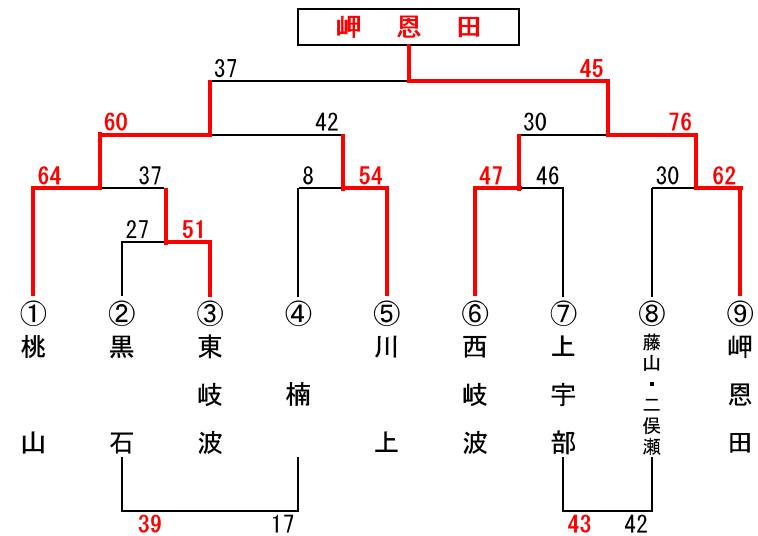 岬 恩 田
37 45
60 42 30 76
64 37 8 54 47 46 30 62
27 51
① ② ③ ④ ⑤ ⑥ ⑦ ⑧ ⑨
桃山
黒石
東岐波
楠
川上
西岐波
上宇部
藤山・二俣瀬
岬恩田
39 17 43 42